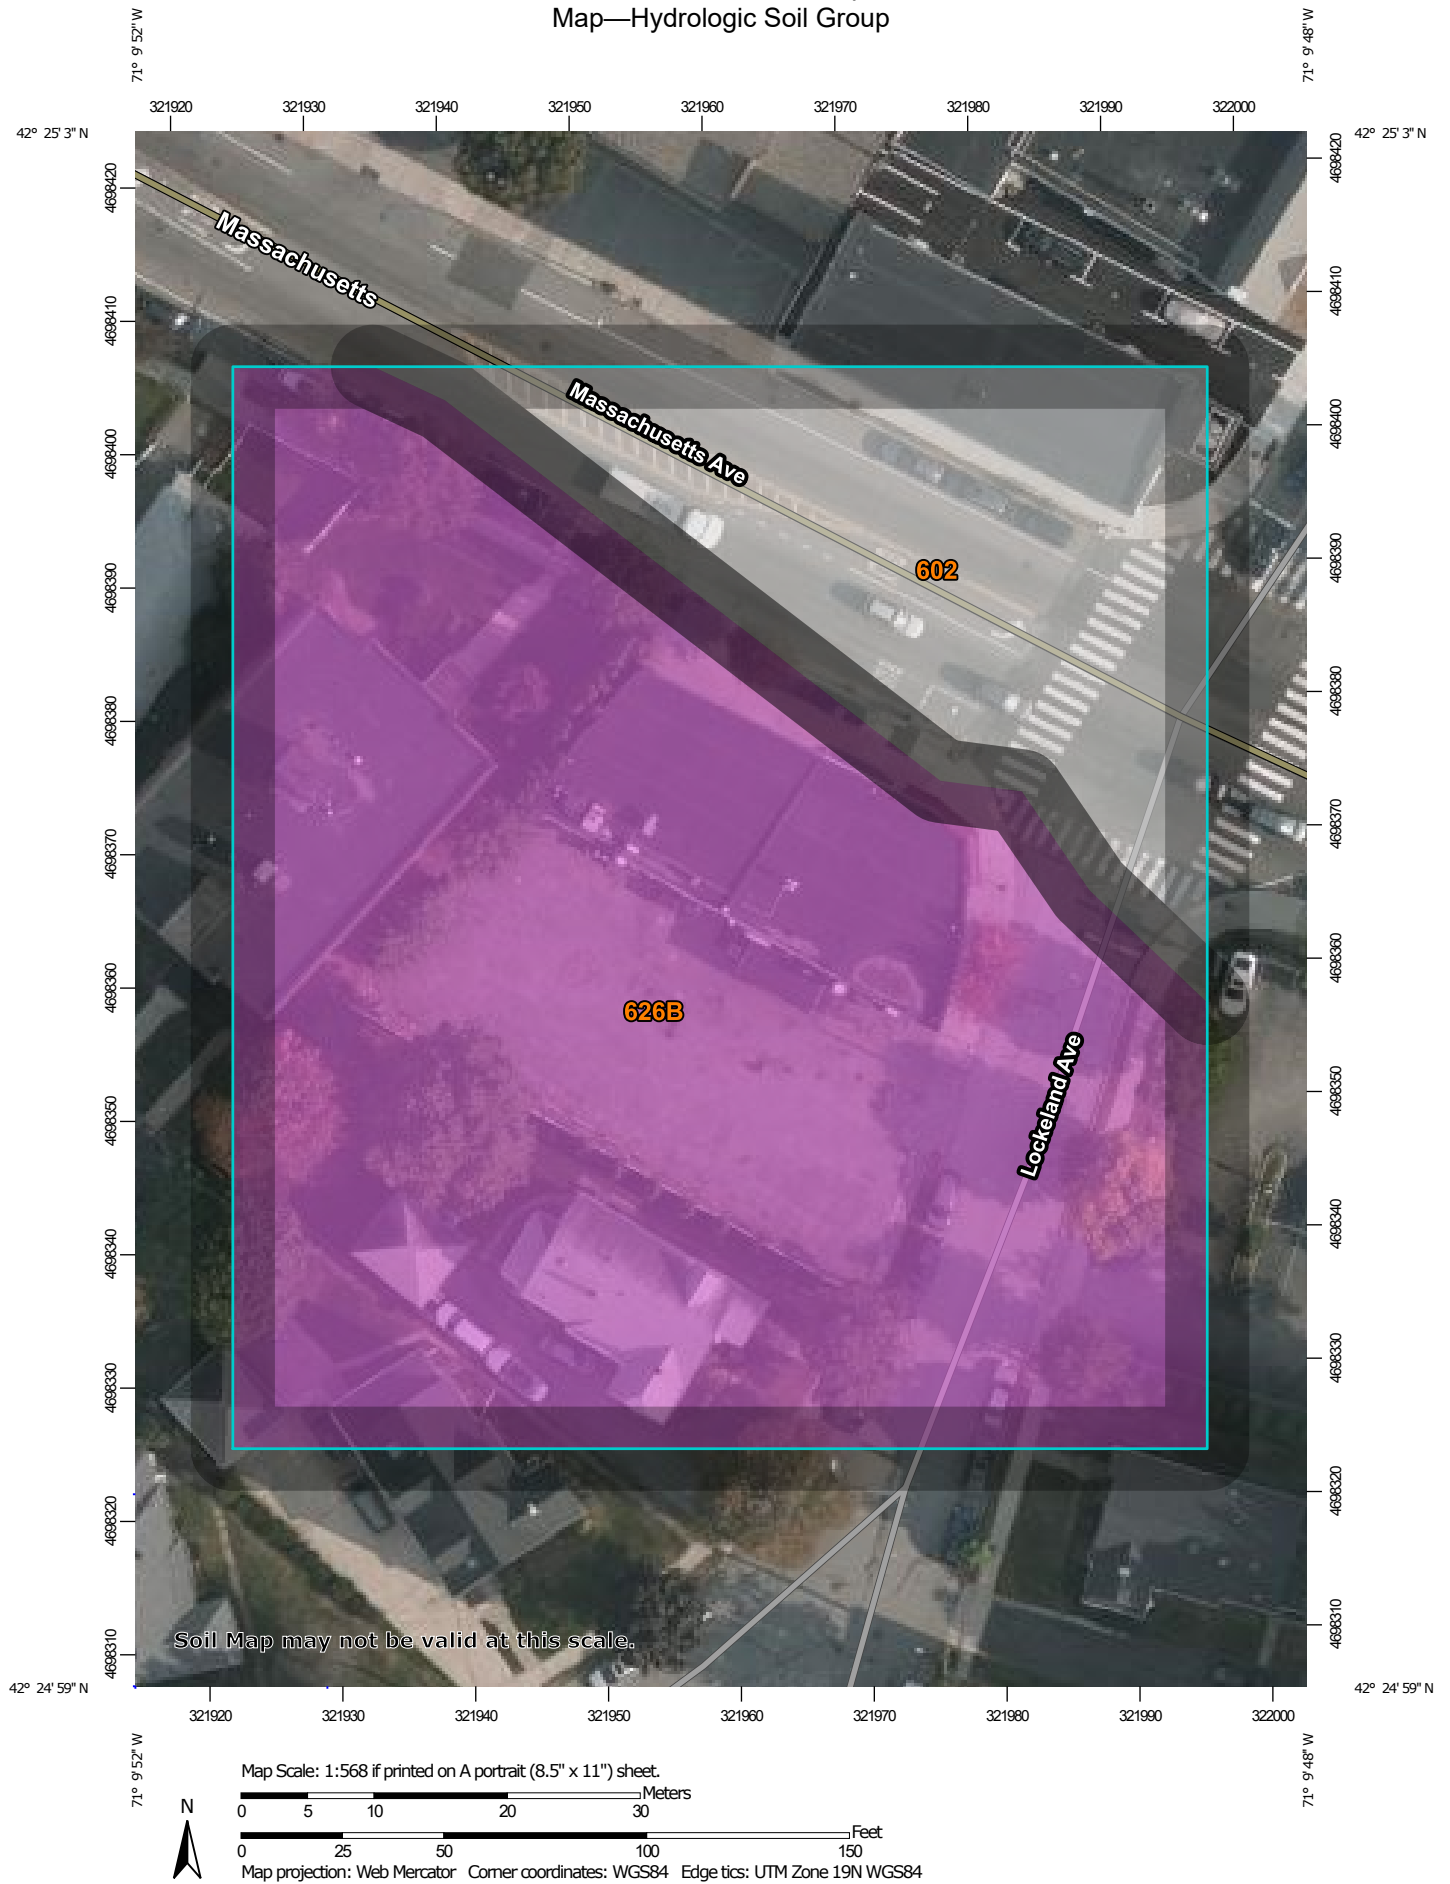 Map—Hydrologic Soil Group
71° 9' 52" W
71° 9' 48" W
321920 321930 321940 321950 321960 321970 321980 321990 322000
42° 25' 3" N
42° 25' 3" N
4698420
4698410
4698400
4698390
4698380
4698370
4698360
4698350
4698340
4698330
4698320
4698310
4698420
4698410
4698400
4698390
4698380
4698370
4698360
4698350
4698340
4698330
4698320
4698310
Massachusetts
Massachusetts Ave
602
626B
Lockeland Ave
Soil Map may not be valid at this scale.
42° 24' 59" N
42° 24' 59" N
321920 321930 321940 321950 321960 321970 321980 321990 322000
71° 9' 52" W
71° 9' 48" W
Map Scale: 1:568 if printed on A portrait (8.5" x 11") sheet.
Meters
0 5 10 20 30
Feet
0 25 50 100 150
N
Map projection: Web Mercator Corner coordinates: WGS84 Edge tics: UTM Zone 19N WGS84